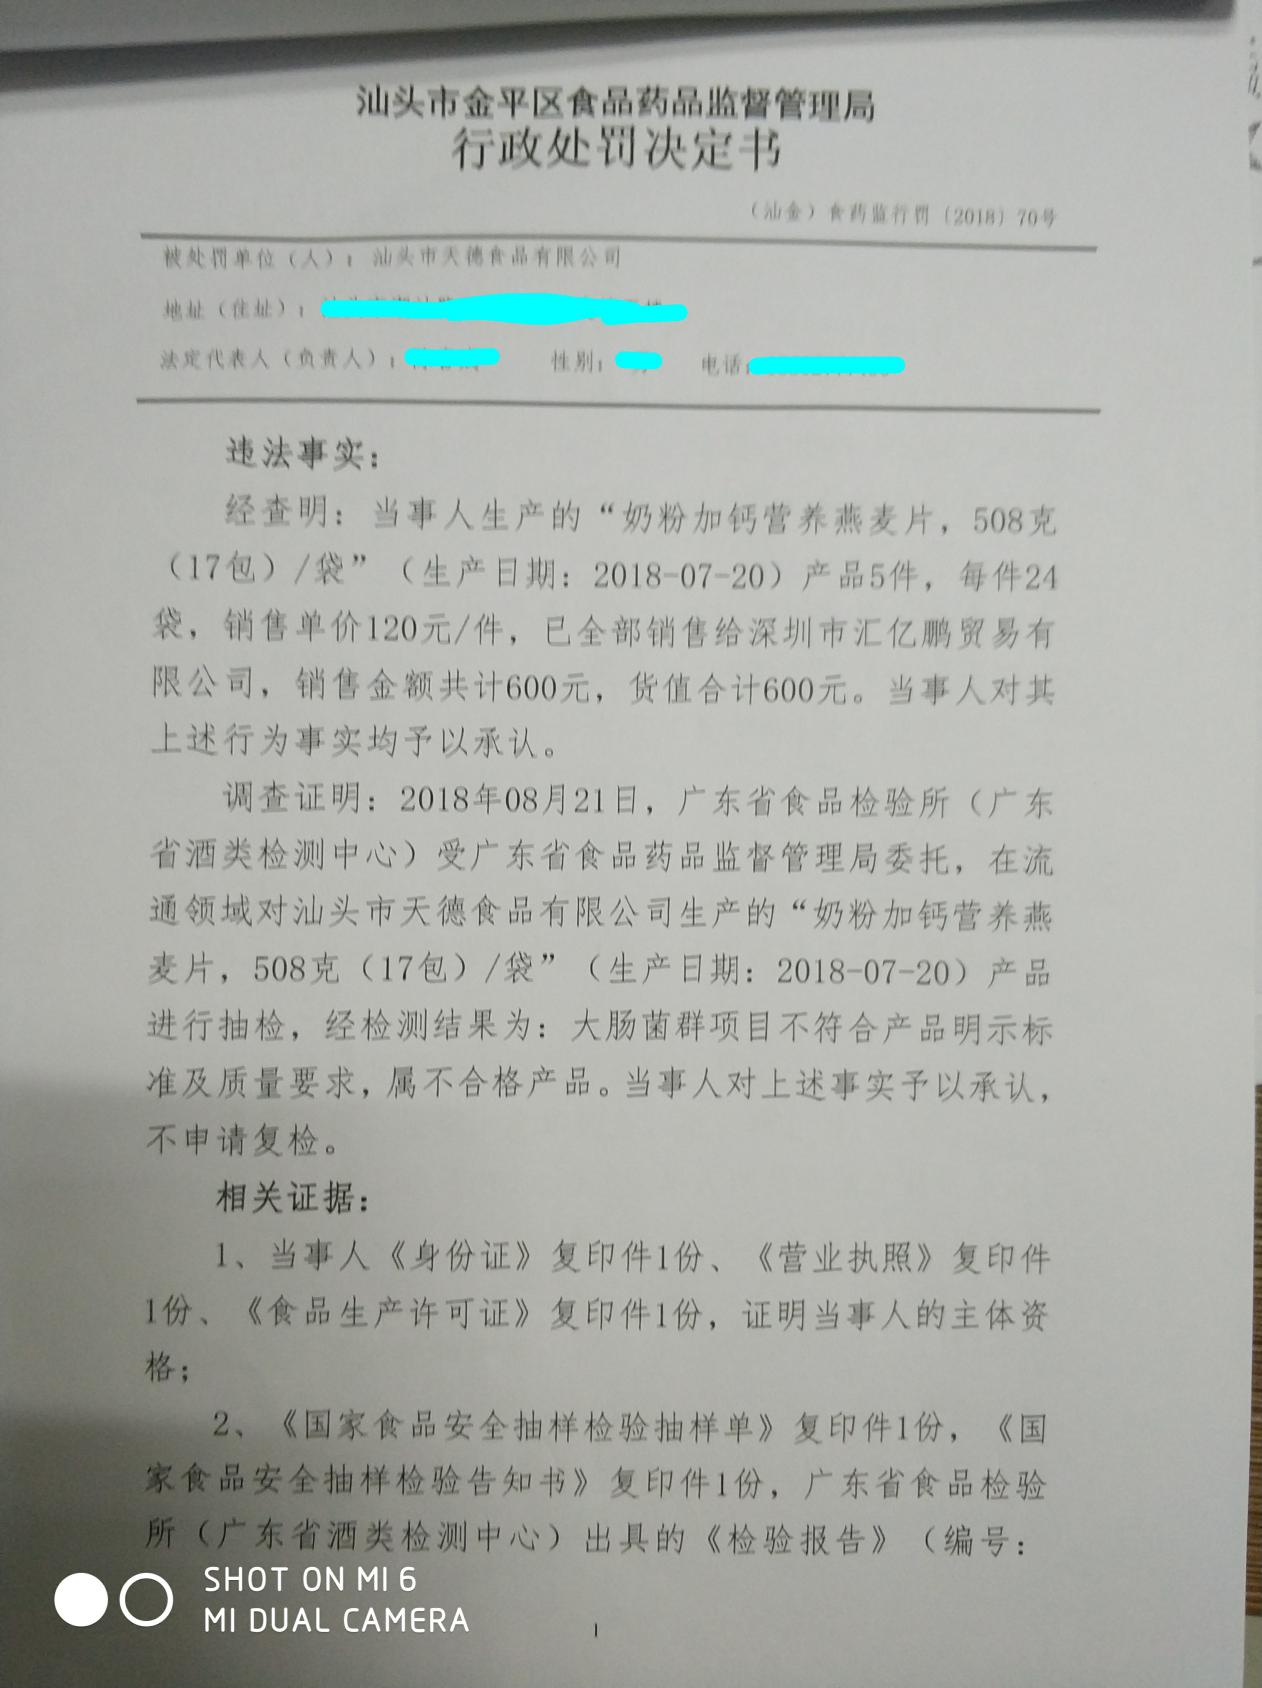 汕头市金平区食品药品监督管理局
行政处罚决定书
（汕金）食药监行罚〔2018〕70号
被处罚单位（人）：汕头市天德食品有限公司
地址（住址）：
法定代表人（负责人）： 性别： 电话：
违法事实：
经查明：当事人生产的“奶粉加钙营养燕麦片，508克
（17包）/袋”（生产日期：2018-07-20）产品5件，每件24
袋，销售单价120元/件，已全部销售给深圳市汇亿鹏贸易有
限公司，销售金额共计600元，货值合计600元。当事人对其
上述行为事实均予以承认。
调查证明：2018年08月21日，广东省食品检验所（广东
省酒类检测中心）受广东省食品药品监督管理局委托，在流
通领域对汕头市天德食品有限公司生产的“奶粉加钙营养燕
麦片，508克（17包）/袋”（生产日期：2018-07-20）产品
进行抽检，经检测结果为：大肠菌群项目不符合产品明示标
准及质量要求，属不合格产品。当事人对上述事实予以承认，
不申请复检。
相关证据：
1、当事人《身份证》复印件1份、《营业执照》复印件
1份、《食品生产许可证》复印件1份，证明当事人的主体资
格；
2、《国家食品安全抽样检验抽样单》复印件1份，《国
家食品安全抽样检验告知书》复印件1份，广东省食品检验
所（广东省酒类检测中心）出具的《检验报告》（编号：
SHOT ON MI 6
MI DUAL CAMERA
1